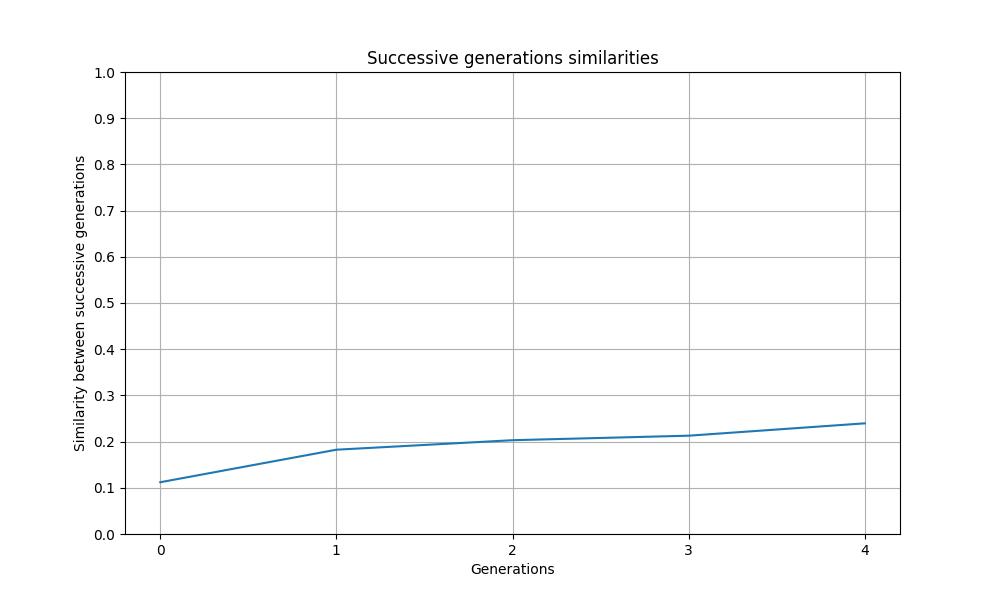 Successive generations similarities
Similarity between successive generations
1.0
0.9
0.8
0.7
0.6
0.5
0.4
0.3
0.2
0.1
0.0
0 1 2 3 4
Generations